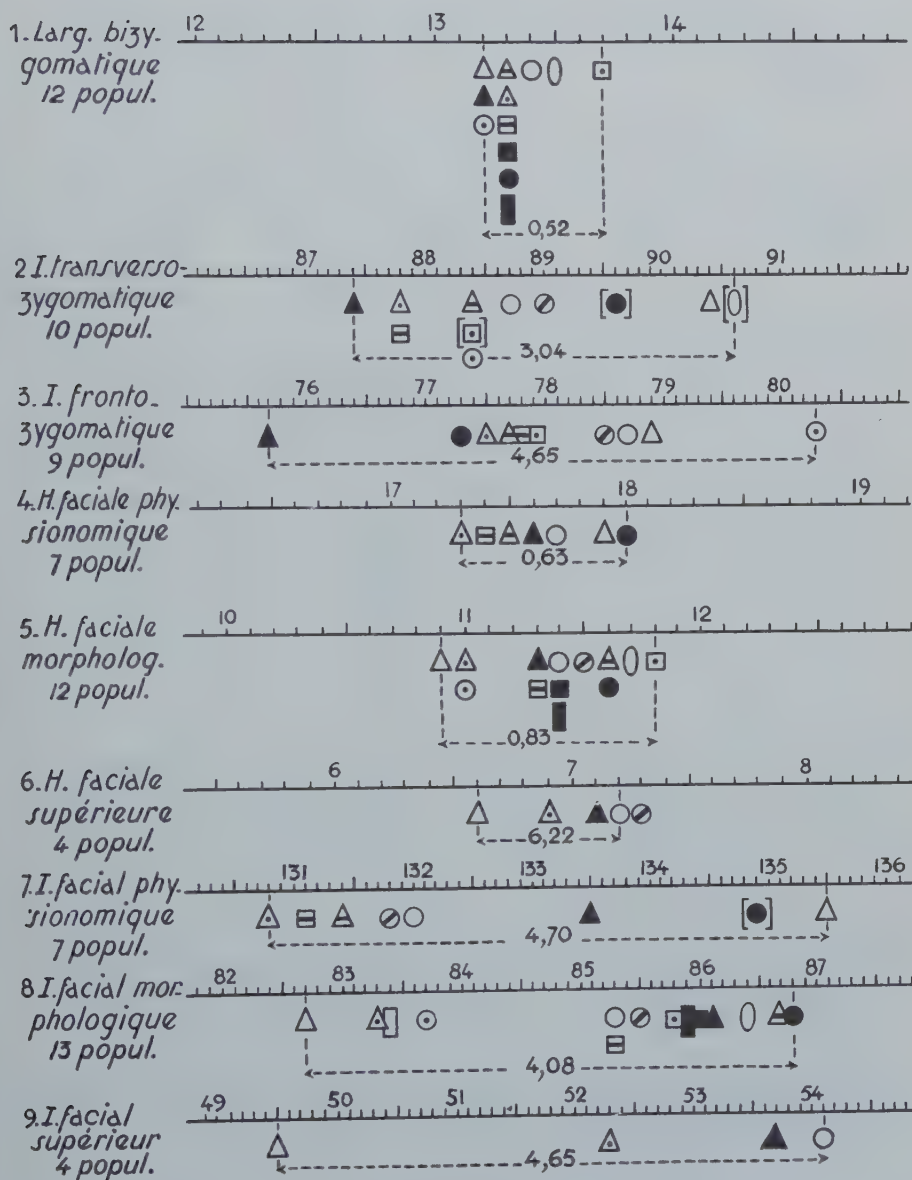 12 13 14
1. Larg. bizy-
gomatique
12 popul.
0,52
87 88 89 90 91
2 I. transverso-
zygomatique
10 popul.
3,04
76 77 78 79 80
3. I. fronto-
zygomatique
9 popul.
4,65
17 18 19
4. H. faciale phy-
sionomique
7 popul.
0,63
10 11 12
5. H. faciale
morpholog.
12 popul.
0,83
6 7 8
6. H. faciale
supérieure
4 popul.
6,22
131 132 133 134 135 136
7. I. facial phy-
sionomique
7 popul.
4,70
82 83 84 85 86 87
8 I. facial mor-
phologique
13 popul.
4,08
49 50 51 52 53 54
9. I. facial
supérieur
4 popul.
4,65